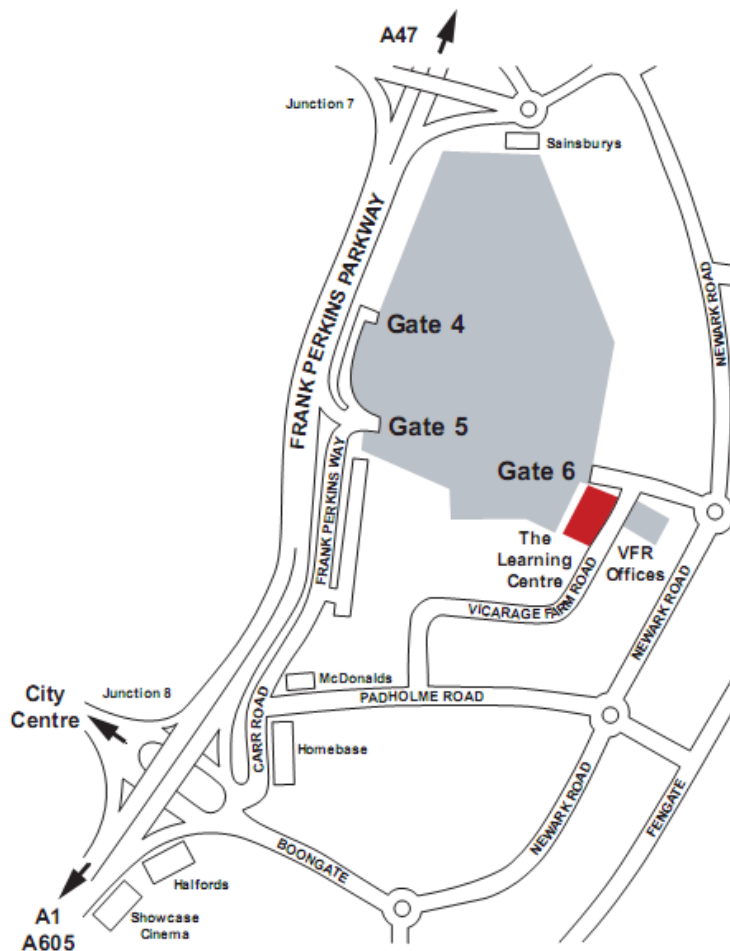 A47
Junction 7
Sainsburys
FRANK PERKINS PARKWAY
NEWARK ROAD
Gate 4
Gate 5
Gate 6
FRANK PERKINS WAY
The
Learning
Centre
VFR
Offices
VICARAGE FARM ROAD
NEWARK ROAD
McDonalds
PADHOLME ROAD
City
Centre
Junction 8
CARR ROAD
Homebase
NEWARK ROAD
FENGATE
BOONGATE
Halfords
Showcase
Cinema
A1
A605